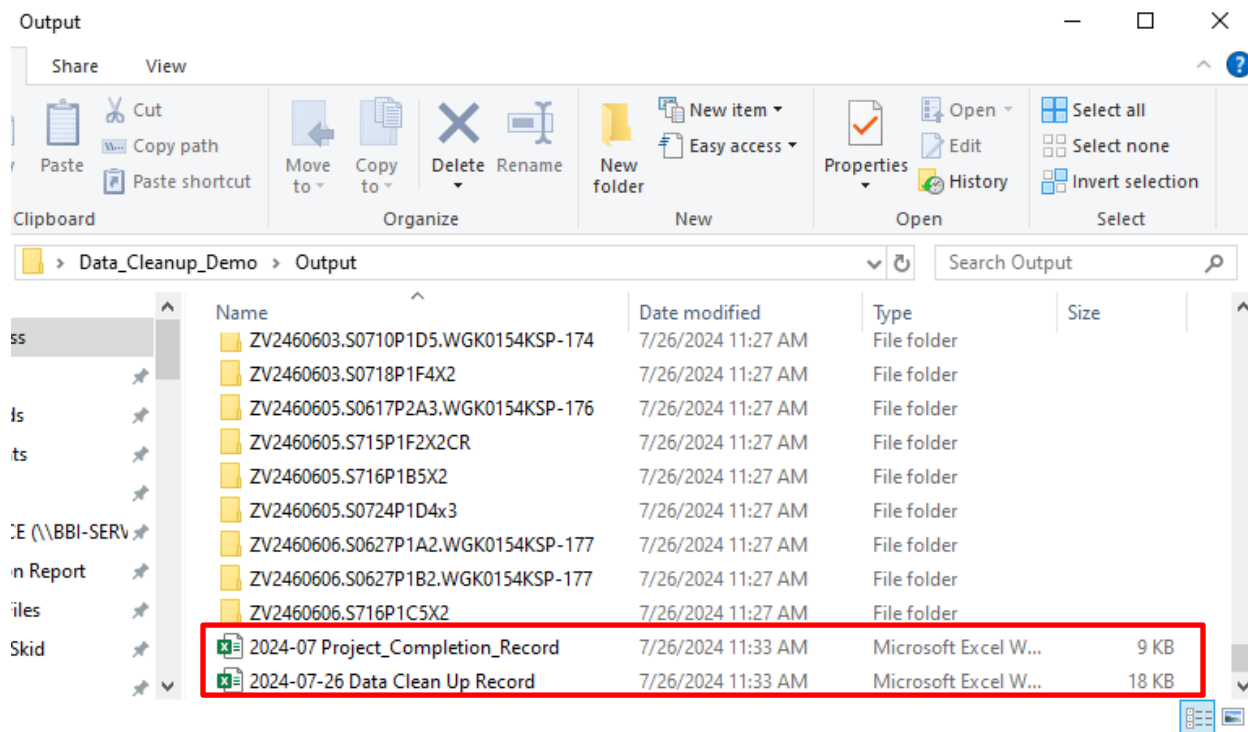 Output
Share View
Cut
Copy path
Paste shortcut
Paste
Move to
Copy to
Delete
Rename
New folder
New item
Easy access
Properties
Open
Edit
History
Select all
Select none
Invert selection
Clipboard Organize New Open Select
Data_Cleanup_Demo > Output
Search Output
Name Date modified Type Size
ss
ds
ts
CE (\\BBI-SERV
n Report
iles
Skid
ZV2460603.S0710P1D5.WGK0154KSP-174 7/26/2024 11:27 AM File folder
ZV2460603.S0718P1F4X2 7/26/2024 11:27 AM File folder
ZV2460605.S0617P2A3.WGK0154KSP-176 7/26/2024 11:27 AM File folder
ZV2460605.S715P1F2X2CR 7/26/2024 11:27 AM File folder
ZV2460605.S716P1B5X2 7/26/2024 11:27 AM File folder
ZV2460605.S0724P1D4x3 7/26/2024 11:27 AM File folder
ZV2460606.S0627P1A2.WGK0154KSP-177 7/26/2024 11:27 AM File folder
ZV2460606.S0627P1B2.WGK0154KSP-177 7/26/2024 11:27 AM File folder
ZV2460606.S716P1C5X2 7/26/2024 11:27 AM File folder
2024-07 Project_Completion_Record 7/26/2024 11:33 AM Microsoft Excel W... 9 KB
2024-07-26 Data Clean Up Record 7/26/2024 11:33 AM Microsoft Excel W... 18 KB